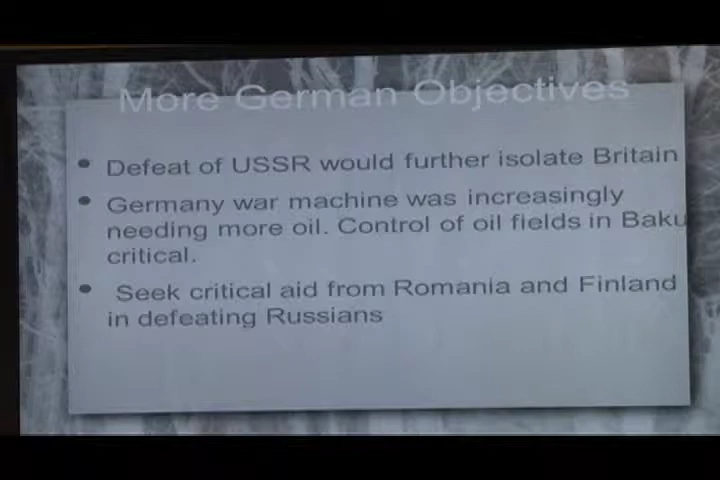 More German Objectives
• Defeat of USSR would further isolate Britain
• Germany war machine was increasingly
needing more oil. Control of oil fields in Baku
critical.
• Seek critical aid from Romania and Finland
in defeating Russians